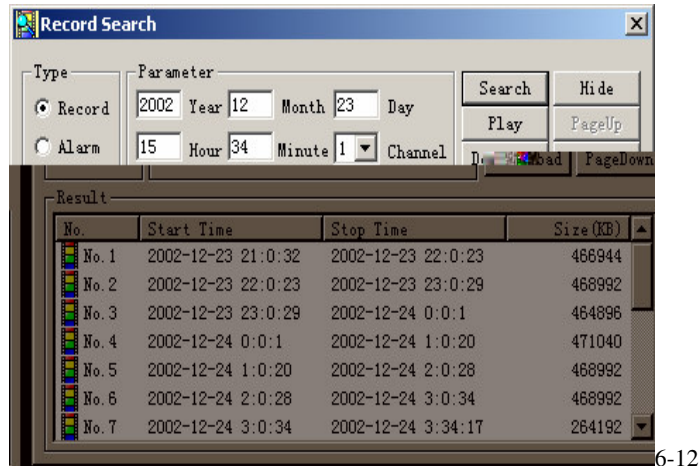 Record Search
Type Parameter
Record 2002 Year 12 Month 23 Day Search Hide
Play PageUp
Alarm 15 Hour 34 Minute 1 Channel PageDown
Result
No. Start Time Stop Time Size(KB)
No.1 2002-12-23 21:0:32 2002-12-23 22:0:23 466944
No.2 2002-12-23 22:0:23 2002-12-23 23:0:29 468992
No.3 2002-12-23 23:0:29 2002-12-24 0:0:1 464896
No.4 2002-12-24 0:0:1 2002-12-24 1:0:20 471040
No.5 2002-12-24 1:0:20 2002-12-24 2:0:28 468992
No.6 2002-12-24 2:0:28 2002-12-24 3:0:34 468992
No.7 2002-12-24 3:0:34 2002-12-24 3:34:17 264192
6-12